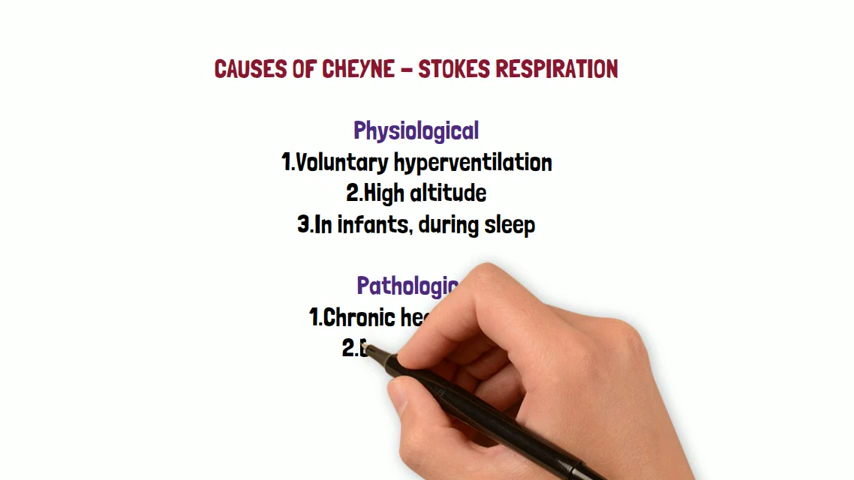 CAUSES OF CHEYNE – STOKES RESPIRATION
Physiological
1.Voluntary hyperventilation
2.High altitude
3.In infants, during sleep
1.Chronic
2.